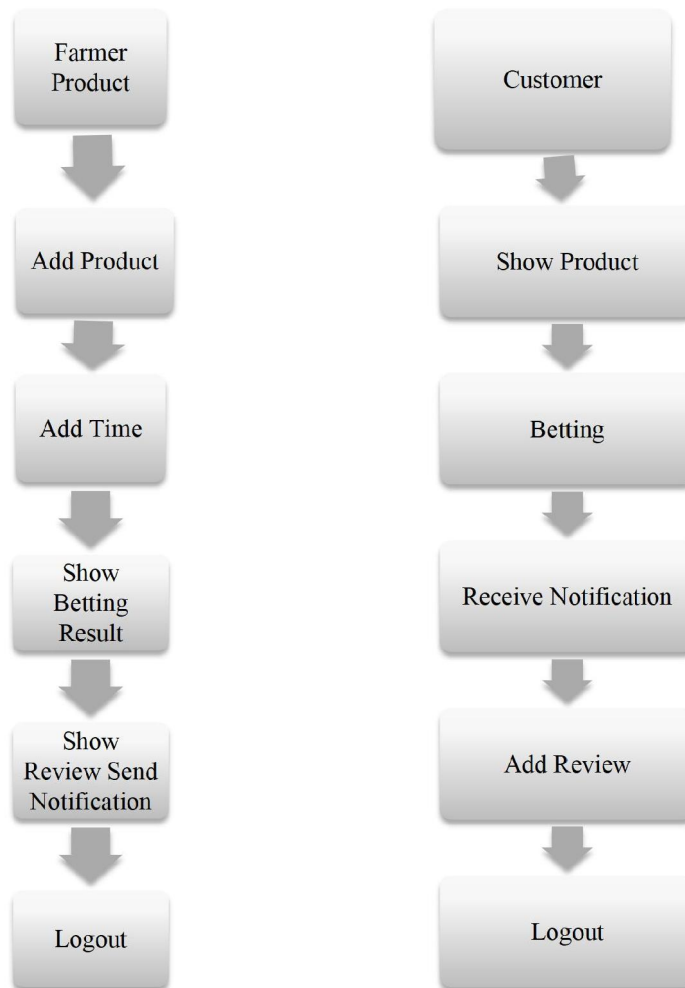 Farmer
Product
Add Product
Add Time
Show
Betting
Result
Show
Review Send
Notification
Logout
Customer
Show Product
Betting
Receive Notification
Add Review
Logout